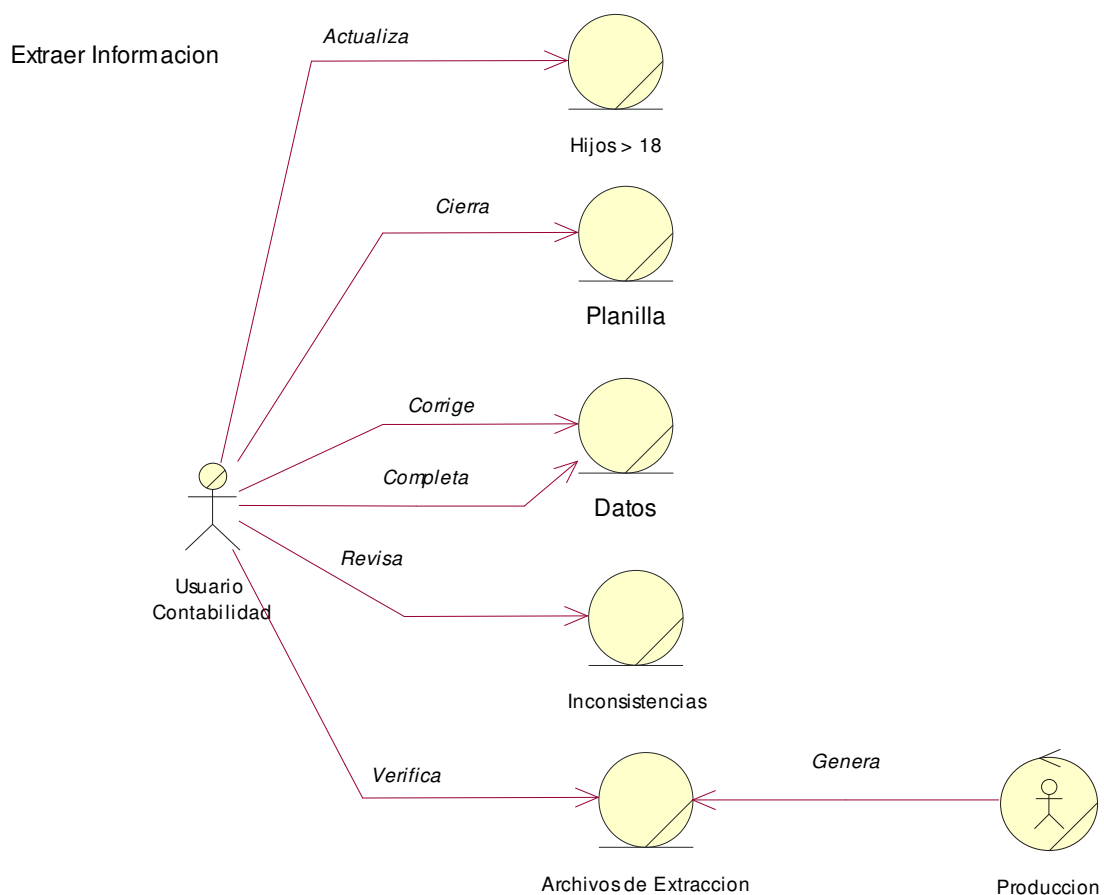 Actualiza
Extraer Informacion
Hijos > 18
Cierra
Planilla
Corrige
Completa
Datos
Revisa
Usuario
Contabilidad
Inconsistencias
Verifica
Genera
Archivos de Extraccion
Produccion